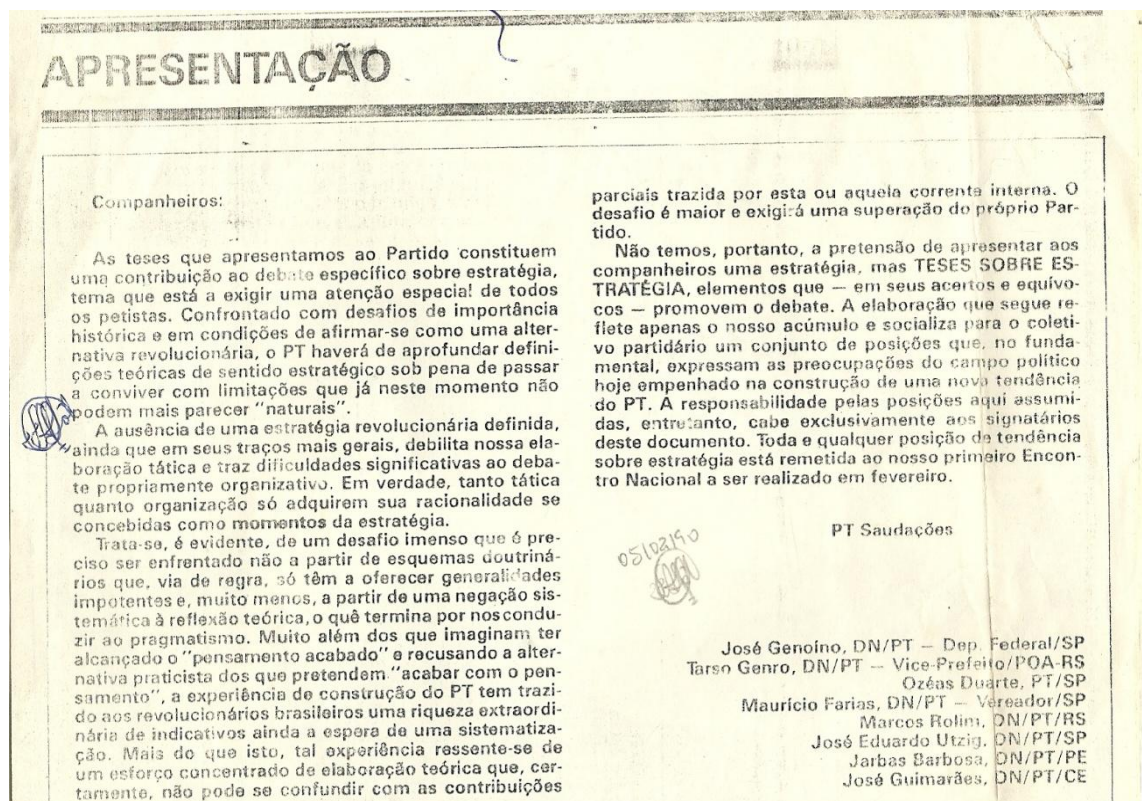 APRESENTAÇÃO
Companheiros:
As teses que apresentamos ao Partido constituem
uma contribuição ao debate específico sobre estratégia,
tema que está a exigir uma atenção especial de todos
os petistas. Confrontado com desafios de importância
histórica e em condições de afirmar-se como uma alter-
nativa revolucionária, o PT haverá de aprofundar defini-
ções teóricas de sentido estratégico sob pena de passar
a conviver com limitações que já neste momento não
podem mais parecer "naturais".
A ausência de uma estratégia revolucionária definida,
ainda que em seus traços mais gerais, debilita nossa ela-
boração tática e traz dificuldades significativas ao deba-
te propriamente organizativo. Em verdade, tanto tática
quanto organização só adquirem sua racionalidade se
concebidas como momentos da estratégia.
Trata-se, é evidente, de um desafio imenso que é pre-
ciso ser enfrentado não a partir de esquemas doutriná-
rios que, via de regra, só têm a oferecer generalidades
impotentes e, muito menos, a partir de uma negação sis-
temática à reflexão teórica, o quê termina por nos condu-
zir ao pragmatismo. Muito além dos que imaginam ter
alcançado o "pensamento acabado" e recusando a alter-
nativa praticista dos que pretendem "acabar com o pen-
samento", a experiência de construção do PT tem trazi-
do aos revolucionários brasileiros uma riqueza extraordi-
nária de indicativos ainda a espera de uma sistematiza-
ção. Mais do que isto, tal experiência ressente-se de
um esforço concentrado de elaboração teórica que, cer-
tamente, não pode se confundir com as contribuições
parciais trazida por esta ou aquela corrente interna. O
desafio é maior e exigirá uma superação do próprio Par-
tido.
Não temos, portanto, a pretensão de apresentar aos
companheiros uma estratégia, mas TESES SOBRE ES-
TRATÉGIA, elementos que — em seus acertos e equívo-
cos — promovem o debate. A elaboração que segue re-
flete apenas o nosso acúmulo e socializa para o coleti-
vo partidário um conjunto de posições que, no funda-
mental, expressam as preocupações do campo político
hoje empenhado na construção de uma nova tendência
do PT. A responsabilidade pelas posições aqui assumi-
das, entretanto, cabe exclusivamente aos signatários
deste documento. Toda e qualquer posição de tendência
sobre estratégia está remetida ao nosso primeiro Encon-
tro Nacional a ser realizado em fevereiro.
PT Saudações
05/02/90
José Genoíno, DN/PT — Dep. Federal/SP
Tarso Genro, DN/PT — Vice-Prefeito/POA-RS
Ozéas Duarte, PT/SP
Maurício Farias, DN/PT — Vereador/SP
Marcos Rolim, DN/PT/RS
José Eduardo Utzig, DN/PT/SP
Jarbas Barbosa, DN/PT/PE
José Guimarães, DN/PT/CE